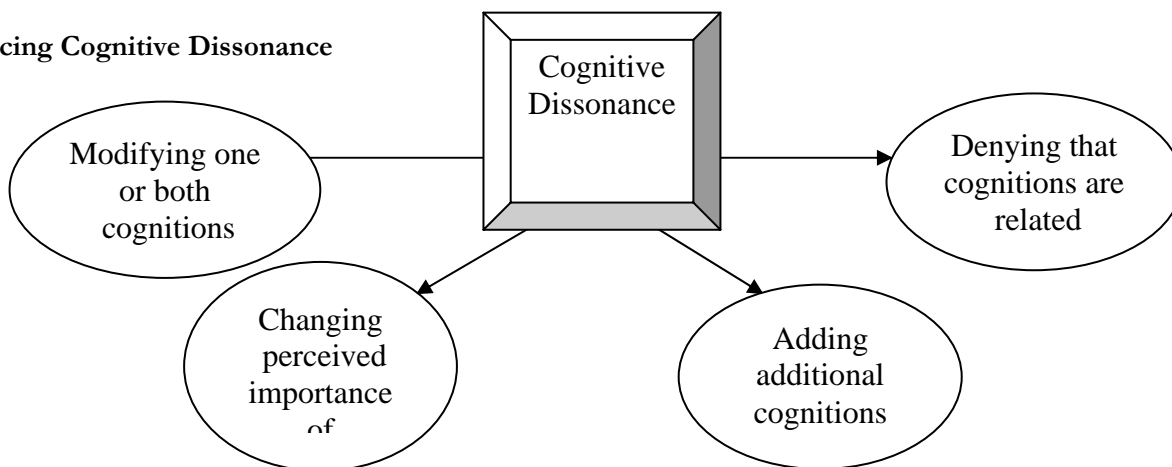 cing Cognitive Dissonance
Cognitive
Dissonance
Modifying one
or both
cognitions
Denying that
cognitions are
related
Changing
perceived
importance
of
Adding
additional
cognitions